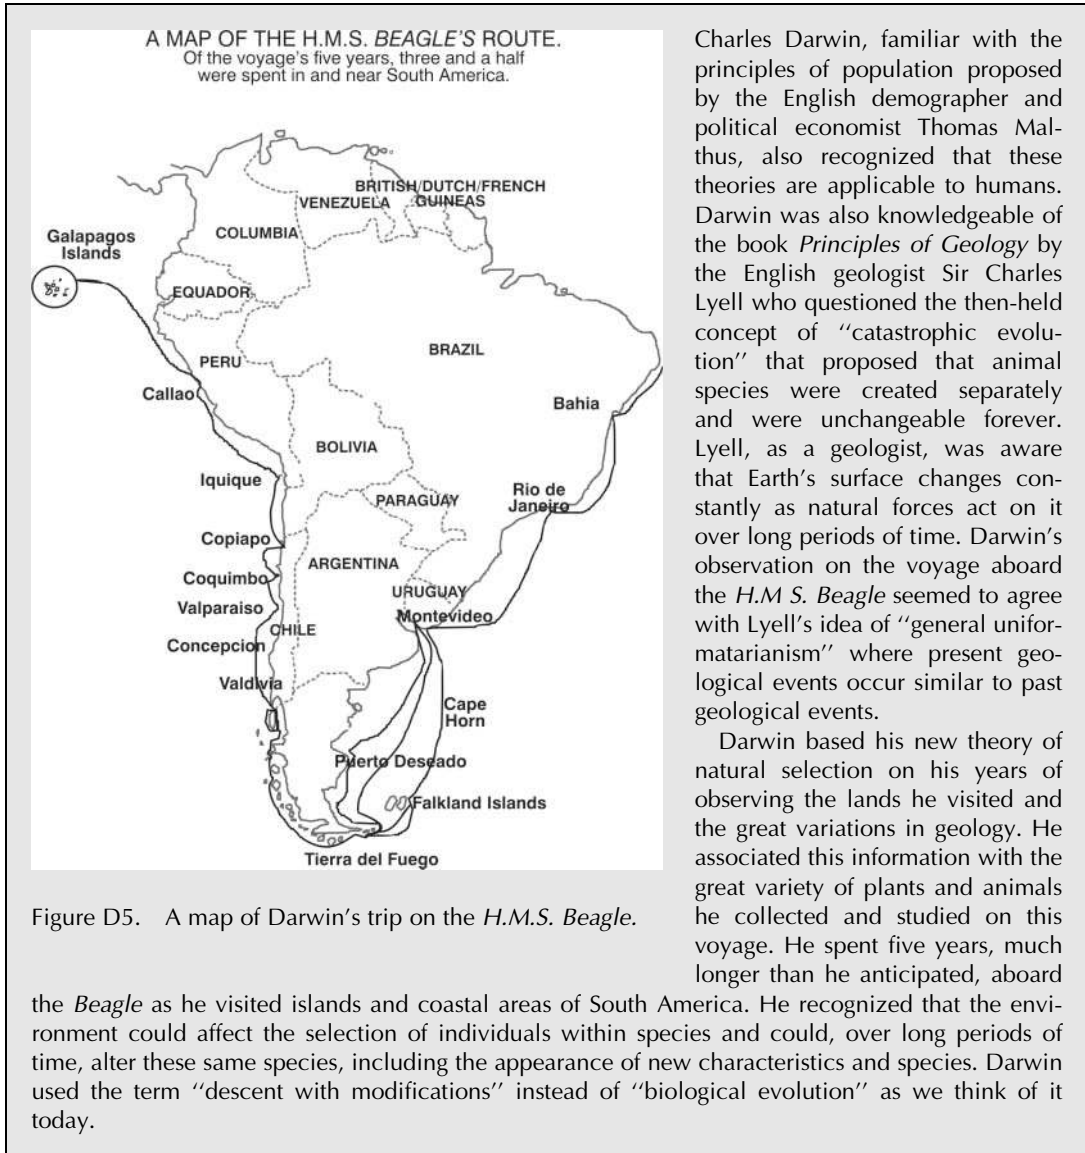 A MAP OF THE H.M.S. BEAGLE'S ROUTE.
Of the voyage's five years, three and a half
were spent in and near South America.
BRITISH/DUTCH/FRENCH
GUINEAS
VENEZUELA
COLUMBIA
Galapagos
Islands
EQUADOR
BRAZIL
PERU
Callao
Bahia
BOLIVIA
Iquique
PARAGUAY
Rio de
Janeiro
Copiapo
ARGENTINA
Coquimbo
URUGUAY
Valparaiso
Montevideo
CHILE
Concepcion
Valdivia
Cape
Horn
Puerto Deseado
Falkland Islands
Tierra del Fuego
Figure D5. A map of Darwin's trip on the H.M.S. Beagle.
Charles Darwin, familiar with the
principles of population proposed
by the English demographer and
political economist Thomas Mal-
thus, also recognized that these
theories are applicable to humans.
Darwin was also knowledgeable of
the book Principles of Geology by
the English geologist Sir Charles
Lyell who questioned the then-held
concept of ''catastrophic evolu-
tion'' that proposed that animal
species were created separately
and were unchangeable forever.
Lyell, as a geologist, was aware
that Earth's surface changes con-
stantly as natural forces act on it
over long periods of time. Darwin's
observation on the voyage aboard
the H.M S. Beagle seemed to agree
with Lyell's idea of ''general unifor-
matarianism'' where present geo-
logical events occur similar to past
geological events.
Darwin based his new theory of
natural selection on his years of
observing the lands he visited and
the great variations in geology. He
associated this information with the
great variety of plants and animals
he collected and studied on this
voyage. He spent five years, much
longer than he anticipated, aboard
the Beagle as he visited islands and coastal areas of South America. He recognized that the envi-
ronment could affect the selection of individuals within species and could, over long periods of
time, alter these same species, including the appearance of new characteristics and species. Darwin
used the term ''descent with modifications'' instead of ''biological evolution'' as we think of it
today.